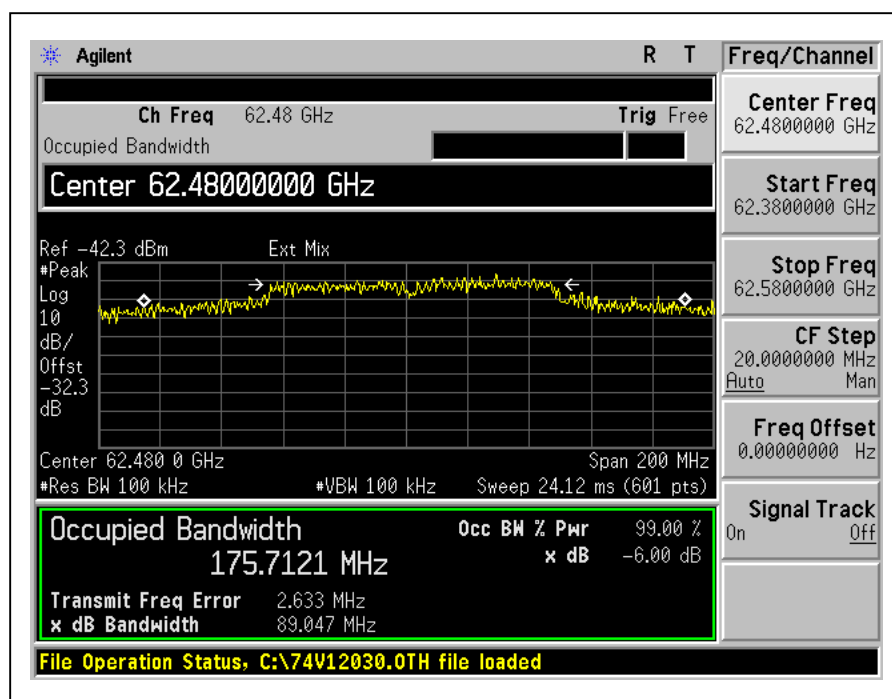 Agilent R T
Ch Freq 62.48 GHz Trig Free
Occupied Bandwidth
Center 62.48000000 GHz
Ref -42.3 dBm Ext Mix
#Peak
Log
10
dB/
Offst
-32.3
dB
Center 62.480 0 GHz Span 200 MHz
#Res BW 100 kHz #VBW 100 kHz Sweep 24.12 ms (601 pts)
Occupied Bandwidth Occ BW % Pwr 99.00 %
175.7121 MHz x dB -6.00 dB
Transmit Freq Error 2.633 MHz
x dB Bandwidth 89.047 MHz
File Operation Status, C:\74V12030.OTH file loaded
Freq/Channel
Center Freq
62.4800000 GHz
Start Freq
62.3800000 GHz
Stop Freq
62.5800000 GHz
CF Step
20.0000000 MHz
Auto Man
Freq Offset
0.00000000 Hz
Signal Track
On Off